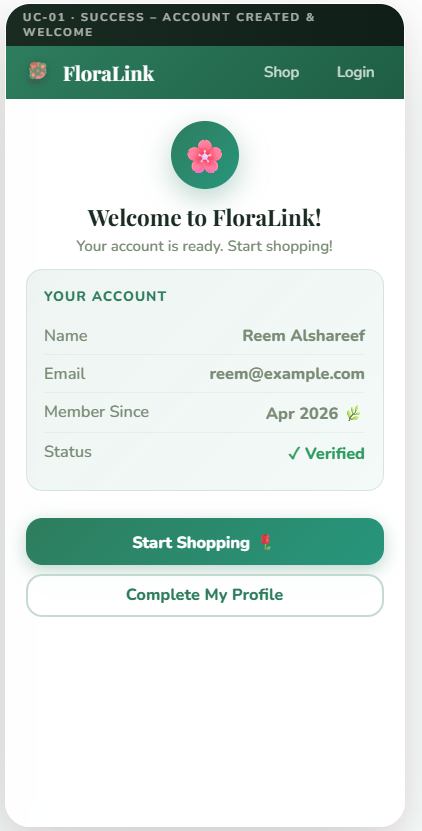 UC-01 · SUCCESS – ACCOUNT CREATED &
WELCOME
FloraLink
Shop
Login
Welcome to FloraLink!
Your account is ready. Start shopping!
YOUR ACCOUNT
Name
Reem Alshareef
Email
reem@example.com
Member Since
Apr 2026 🌿
Status
✓ Verified
Start Shopping 🌷
Complete My Profile